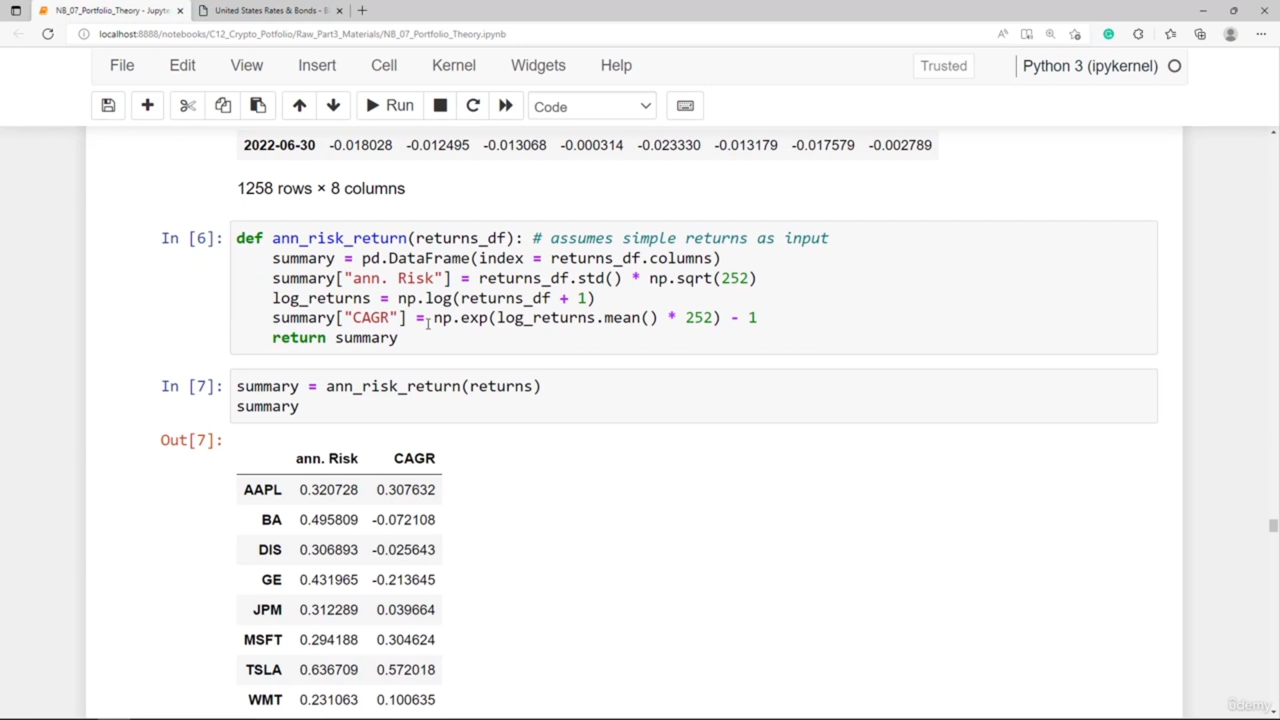 NB_07_Portfolio_Theory - Jupyte
United States Rates & Bonds - B
localhost:8888/notebooks/C12_Crypto_Potfolio/Raw_Part3_Materials/NB_07_Portfolio_Theory.ipynb
File Edit View Insert Cell Kernel Widgets Help Trusted Python 3 (ipykernel)
Run Code
2022-06-30 -0.018028 -0.012495 -0.013068 -0.000314 -0.023330 -0.013179 -0.017579 -0.002789
1258 rows × 8 columns
In [6]: def ann_risk_return(returns_df): # assumes simple returns as input
summary = pd.DataFrame(index = returns_df.columns)
summary["ann. Risk"] = returns_df.std() * np.sqrt(252)
log_returns = np.log(returns_df + 1)
summary["CAGR"] = np.exp(log_returns.mean() * 252) - 1
return summary
In [7]: summary = ann_risk_return(returns)
summary
Out[7]:
ann. Risk CAGR
AAPL 0.320728 0.307632
BA 0.495809 -0.072108
DIS 0.306893 -0.025643
GE 0.431965 -0.213645
JPM 0.312289 0.039664
MSFT 0.294188 0.304624
TSLA 0.636709 0.572018
WMT 0.231063 0.100635
ûdemy